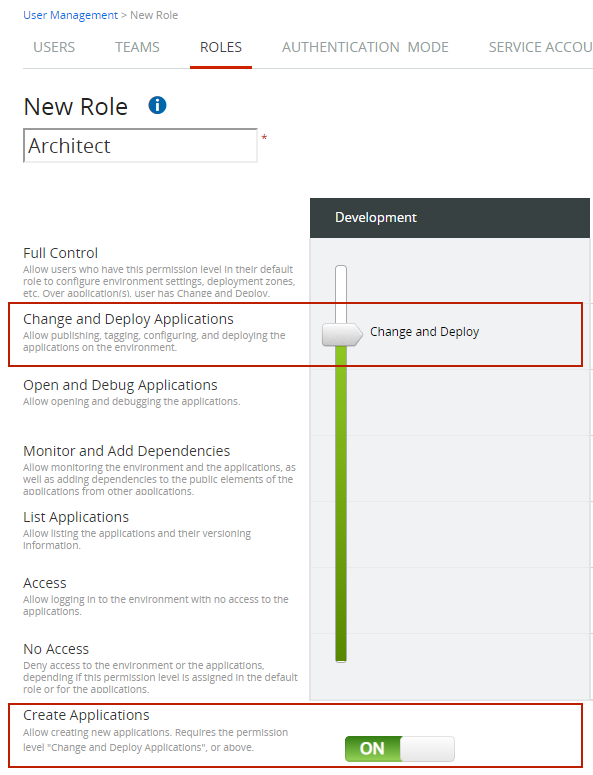 User Management > New Role
USERS TEAMS ROLES AUTHENTICATION MODE SERVICE ACCOU
New Role i
Architect *
Development
Full Control
Allow users who have this permission level in their default
role to configure environment settings, deployment zones,
etc. Over application(s), user has Change and Deploy.
Change and Deploy Applications
Allow publishing, tagging, configuring, and deploying the
applications on the environment.
Change and Deploy
Open and Debug Applications
Allow opening and debugging the applications.
Monitor and Add Dependencies
Allow monitoring the environment and the applications, as
well as adding dependencies to the public elements of the
applications from other applications.
List Applications
Allow listing the applications and their versioning
information.
Access
Allow logging in to the environment with no access to the
applications.
No Access
Deny access to the environment or the applications,
depending if this permission level is assigned in the default
role or for the applications.
Create Applications
Allow creating new applications. Requires the permission
level "Change and Deploy Applications", or above.
ON